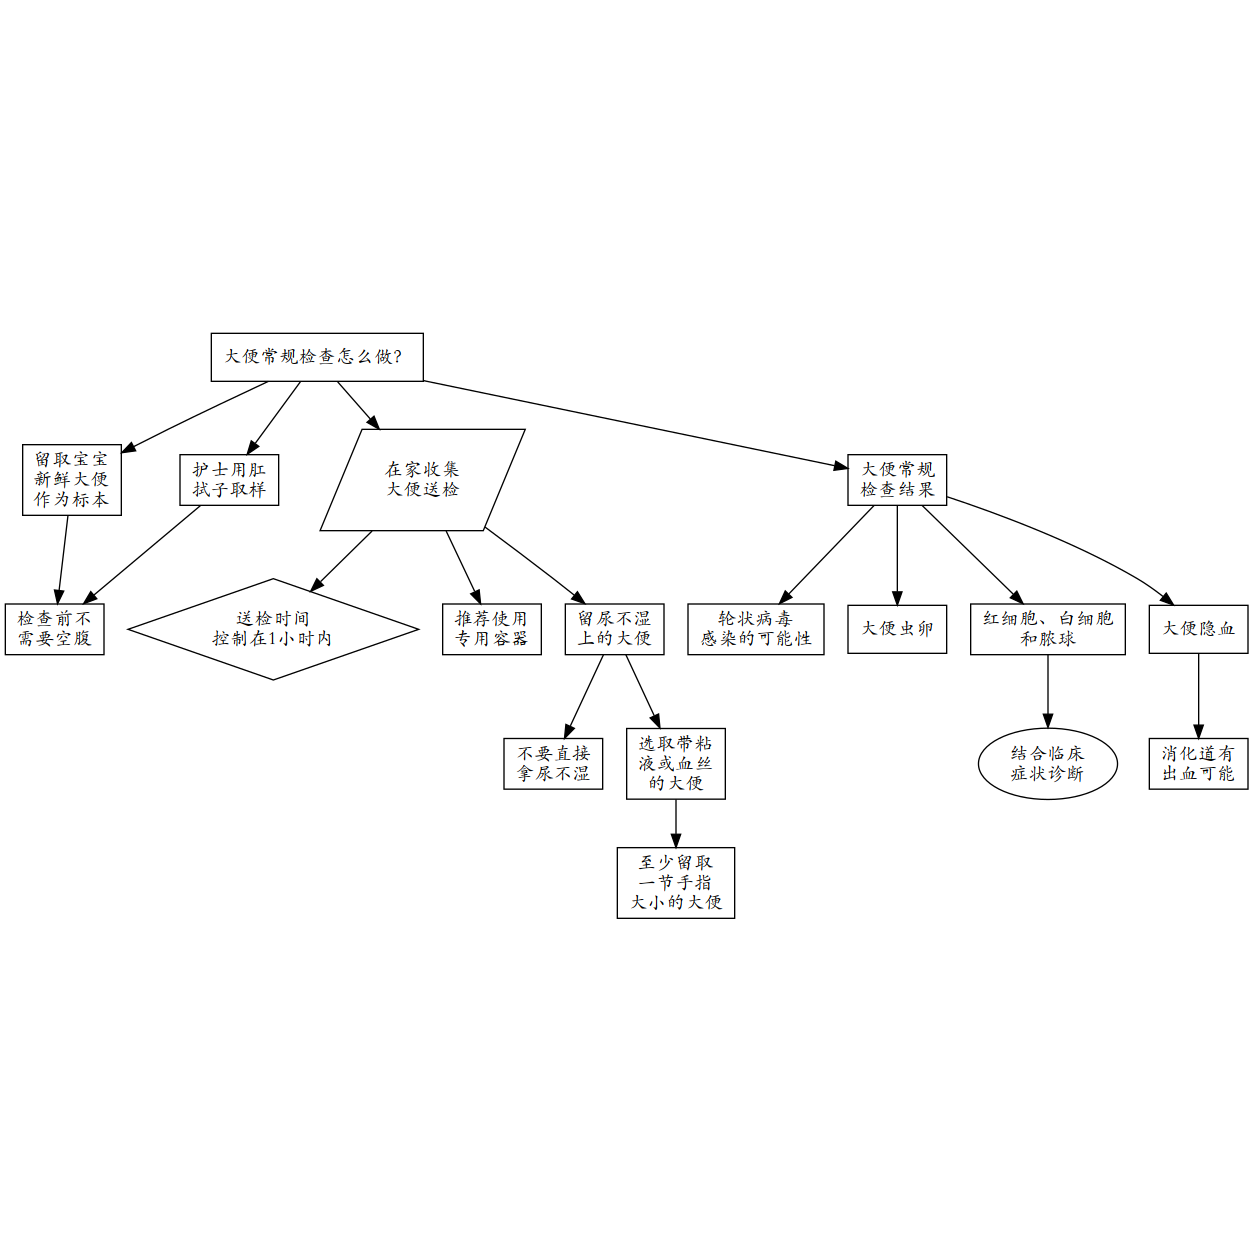 大便常规检查怎么做?
留取宝宝
新鲜大便
作为标本
护士用肛
拭子取样
在家收集
大便送检
大便常规
检查结果
检查前不
需要空腹
送检时间
控制在1小时内
推荐使用
专用容器
留尿不湿
上的大便
轮状病毒
感染的可能性
大便虫卵
红细胞、白细胞
和脓球
大便隐血
不要直接
拿尿不湿
选取带粘
液或血丝
的大便
结合临床
症状诊断
消化道有
出血可能
至少留取
一节手指
大小的大便